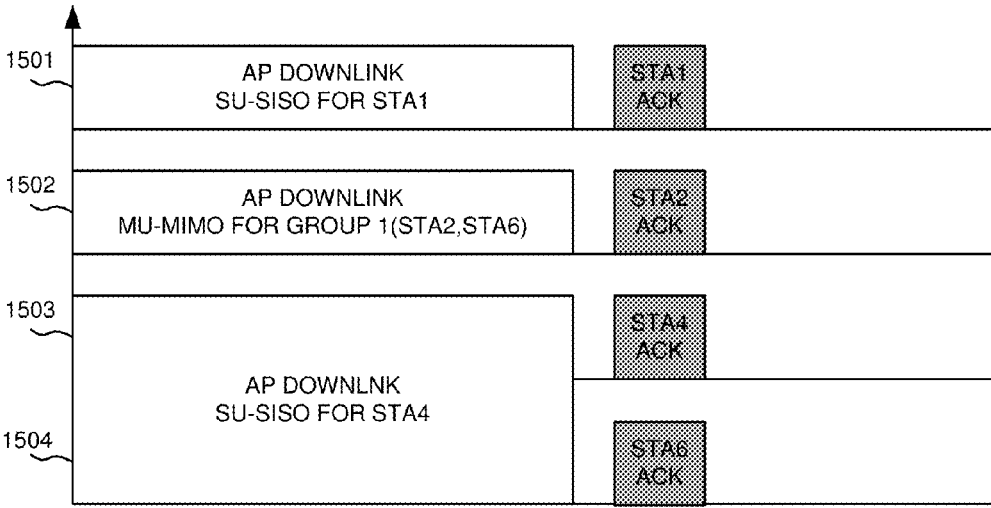 1501
AP DOWNLINK
SU-SISO FOR STA1
STA1
ACK
1502
AP DOWNLINK
MU-MIMO FOR GROUP 1(STA2,STA6)
STA2
ACK
1503
AP DOWNLNK
SU-SISO FOR STA4
STA4
ACK
1504
STA6
ACK